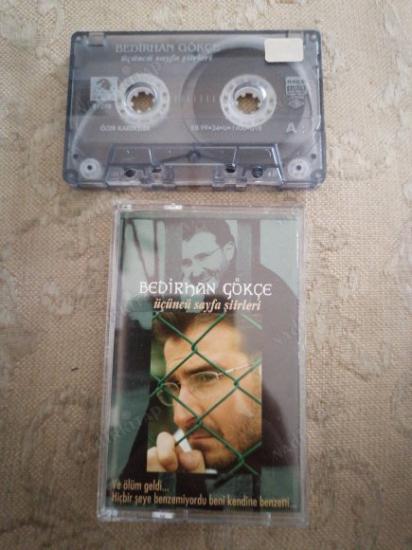 BEDİRHAN GÖKÇE
üçüncü sayfa şiirleri
A
BEDİRHAN GÖKÇE
üçüncü sayfa şiirleri
Ve ölüm geldi...
Hiçbir şeye benzemiyordu beni kendine benzetti...